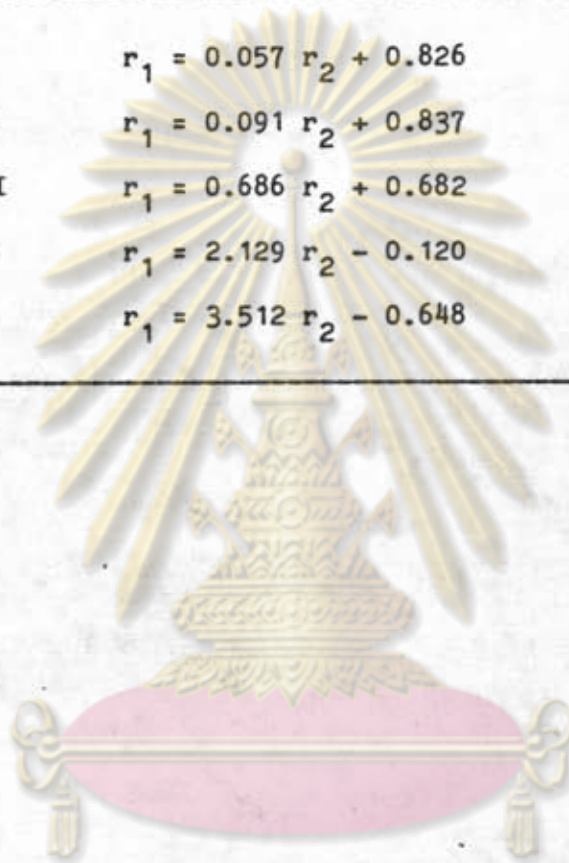 r₁ = 0.057 r₂ + 0.826
r₁ = 0.091 r₂ + 0.837
I r₁ = 0.686 r₂ + 0.682
r₁ = 2.129 r₂ - 0.120
r₁ = 3.512 r₂ - 0.648